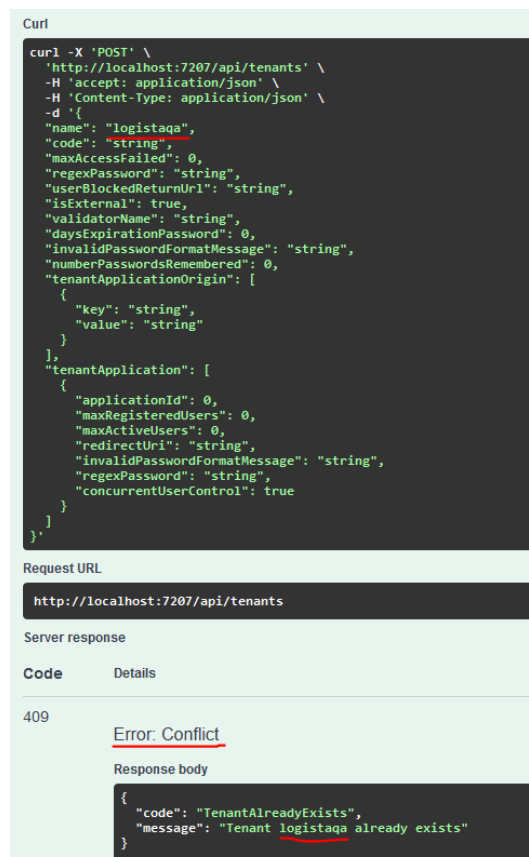 Curl
curl -X 'POST' \
  'http://localhost:7207/api/tenants' \
  -H 'accept: application/json' \
  -H 'Content-Type: application/json' \
  -d '{
  "name": "logistaqa",
  "code": "string",
  "maxAccessFailed": 0,
  "regexPassword": "string",
  "userBlockedReturnUrl": "string",
  "isExternal": true,
  "validatorName": "string",
  "daysExpirationPassword": 0,
  "invalidPasswordFormatMessage": "string",
  "numberPasswordsRemembered": 0,
  "tenantApplicationOrigin": [
    {
      "key": "string",
      "value": "string"
    }
  ],
  "tenantApplication": [
    {
      "applicationId": 0,
      "maxRegisteredUsers": 0,
      "maxActiveUsers": 0,
      "redirectUri": "string",
      "invalidPasswordFormatMessage": "string",
      "regexPassword": "string",
      "concurrentUserControl": true
    }
  ]
}'
Request URL
http://localhost:7207/api/tenants
Server response
Code Details
409
Error: Conflict
Response body
{
  "code": "TenantAlreadyExists",
  "message": "Tenant logistaqa already exists"
}